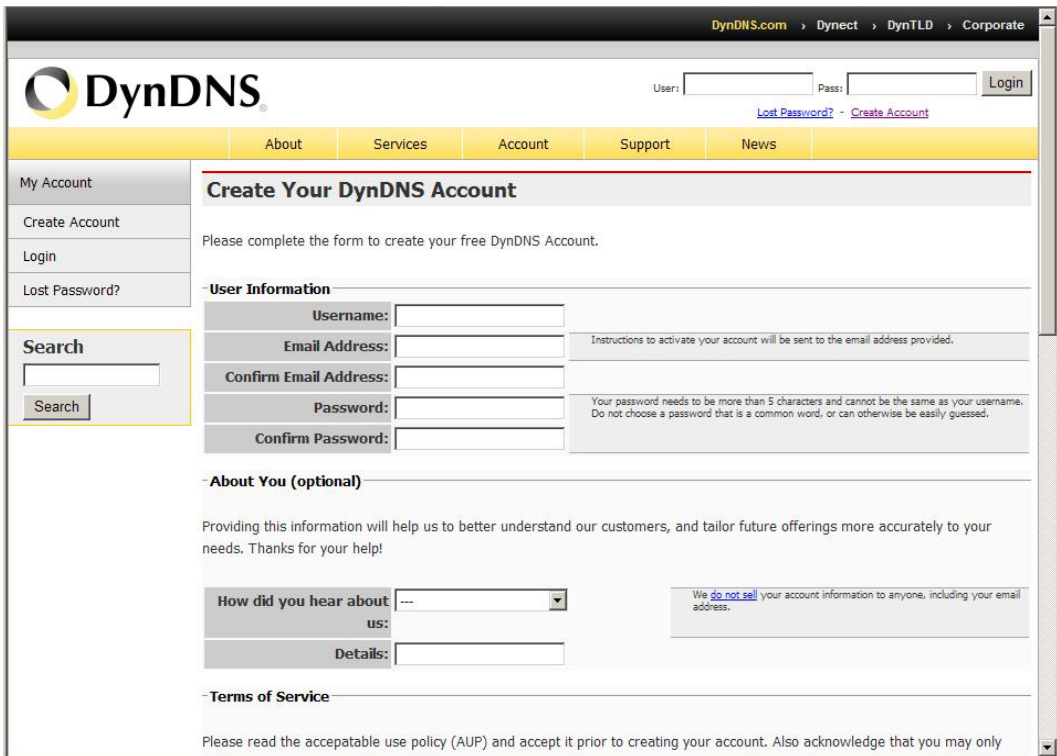 DynDNS.com › Dynect › DynTLD › Corporate
DynDNS®
User: Pass: Login
Lost Password? - Create Account
About Services Account Support News
My Account
Create Account
Login
Lost Password?
Search
Search
Create Your DynDNS Account
Please complete the form to create your free DynDNS Account.
User Information
Username:
Email Address:
Instructions to activate your account will be sent to the email address provided.
Confirm Email Address:
Password:
Your password needs to be more than 5 characters and cannot be the same as your username.
Do not choose a password that is a common word, or can otherwise be easily guessed.
Confirm Password:
About You (optional)
Providing this information will help us to better understand our customers, and tailor future offerings more accurately to your
needs. Thanks for your help!
How did you hear about
us:
---
We do not sell your account information to anyone, including your email
address.
Details:
Terms of Service
Please read the accepatable use policy (AUP) and accept it prior to creating your account. Also acknowledge that you may only